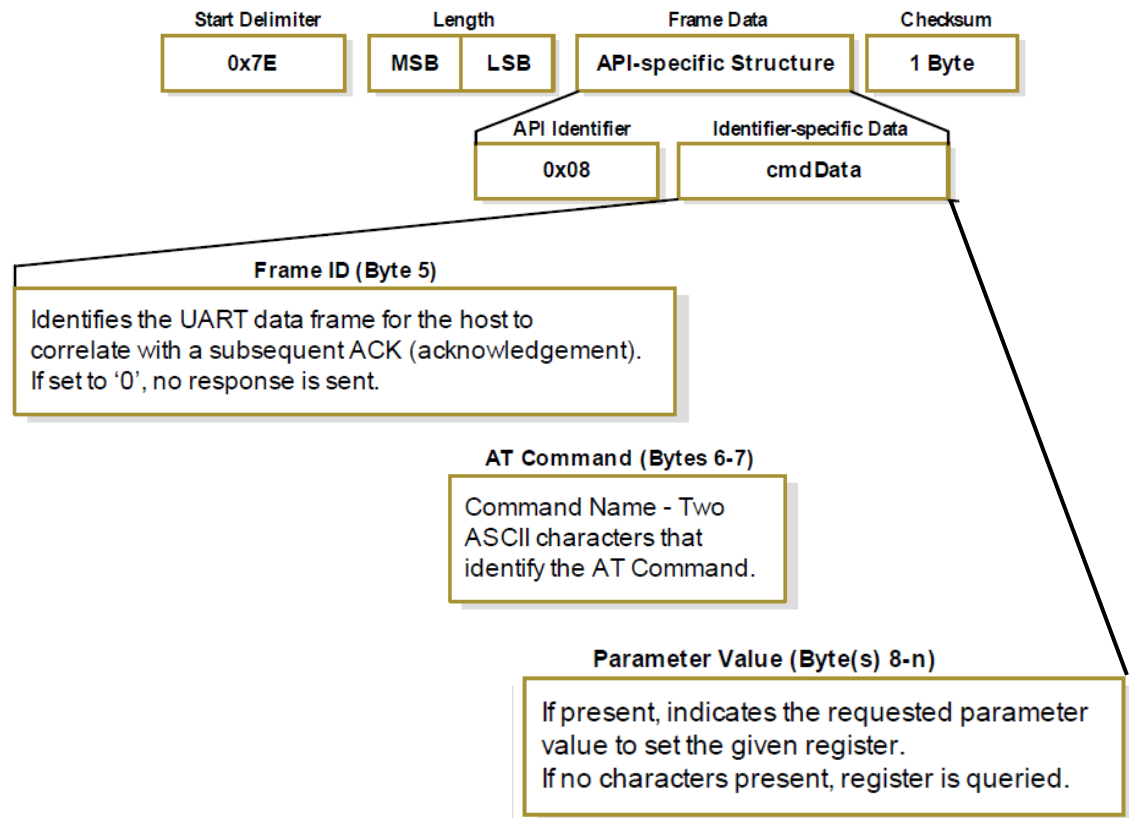 Start Delimiter Length Frame Data Checksum
0x7E MSB LSB API-specific Structure 1 Byte
API Identifier Identifier-specific Data
0x08 cmdData
Frame ID (Byte 5)
Identifies the UART data frame for the host to
correlate with a subsequent ACK (acknowledgement).
If set to ‘0’, no response is sent.
AT Command (Bytes 6-7)
Command Name - Two
ASCII characters that
identify the AT Command.
Parameter Value (Byte(s) 8-n)
If present, indicates the requested parameter
value to set the given register.
If no characters present, register is queried.